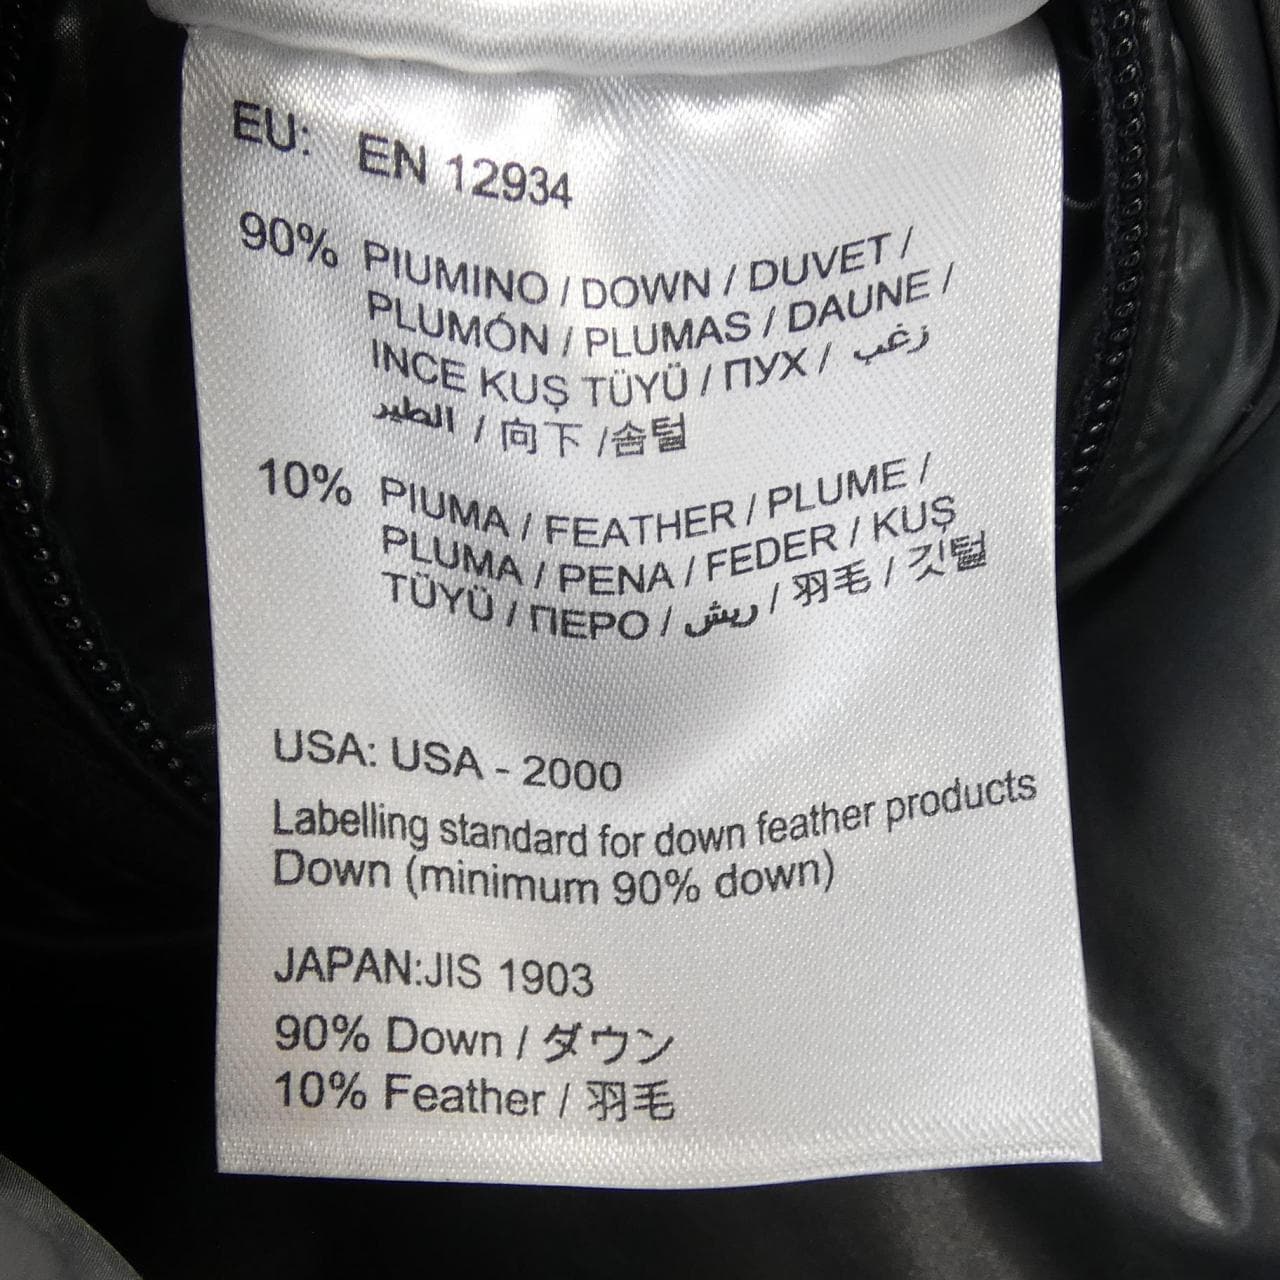 EU: EN 12934
90% PIUMINO / DOWN / DUVET /
PLUMÓN / PLUMAS / DAUNE /
INCE KUŞ TÜYÜ / ПУХ / زغب
الطير / 向下 /솜털
10% PIUMA / FEATHER / PLUME /
PLUMA / PENA / FEDER / KUŞ
TÜYÜ / ПЕРО / ريش / 羽毛 / 깃털
USA: USA - 2000
Labelling standard for down feather products
Down (minimum 90% down)
JAPAN:JIS 1903
90% Down / ダウン
10% Feather / 羽毛